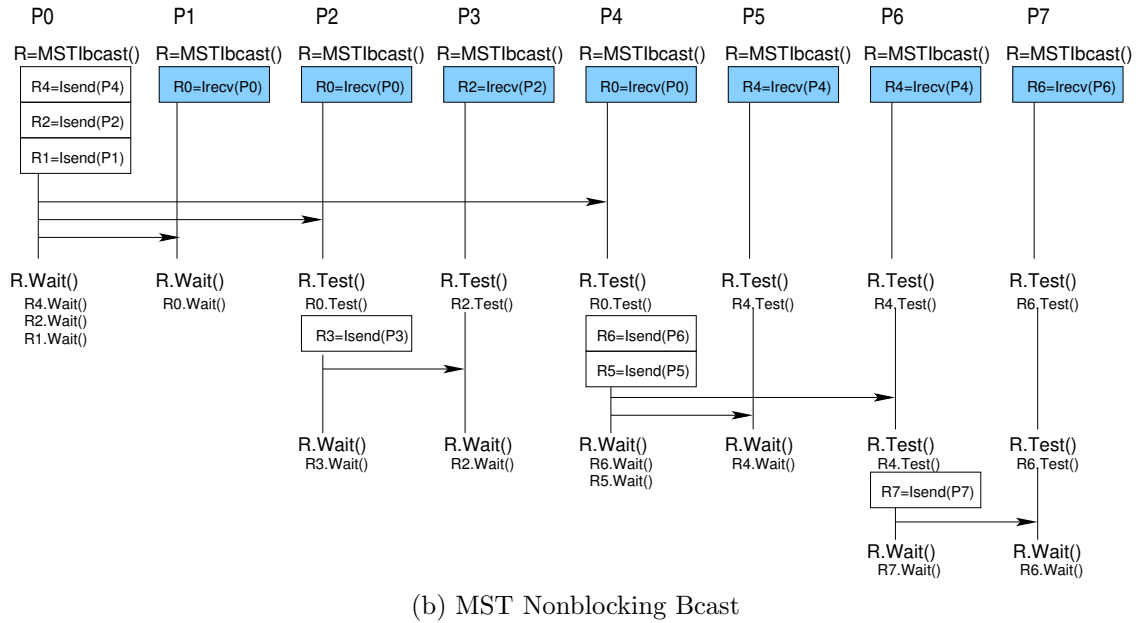 P0 P1 P2 P3 P4 P5 P6 P7
R=MSTIbcast() R=MSTIbcast() R=MSTIbcast() R=MSTIbcast() R=MSTIbcast() R=MSTIbcast() R=MSTIbcast() R=MSTIbcast()
R4=Isend(P4) R0=Irecv(P0) R0=Irecv(P0) R2=Irecv(P2) R0=Irecv(P0) R4=Irecv(P4) R4=Irecv(P4) R6=Irecv(P6)
R2=Isend(P2)
R1=Isend(P1)
R.Wait() R.Wait() R.Test() R.Test() R.Test() R.Test() R.Test() R.Test()
R4.Wait() R0.Wait() R0.Test() R2.Test() R0.Test() R4.Test() R4.Test() R6.Test()
R2.Wait()
R1.Wait()
R3=Isend(P3) R6=Isend(P6)
R5=Isend(P5)
R.Wait() R.Wait() R.Wait() R.Wait() R.Test() R.Test()
R3.Wait() R2.Wait() R6.Wait() R4.Wait() R4.Test() R6.Test()
R5.Wait()
R7=Isend(P7)
R.Wait() R.Wait()
R7.Wait() R6.Wait()
(b) MST Nonblocking Bcast